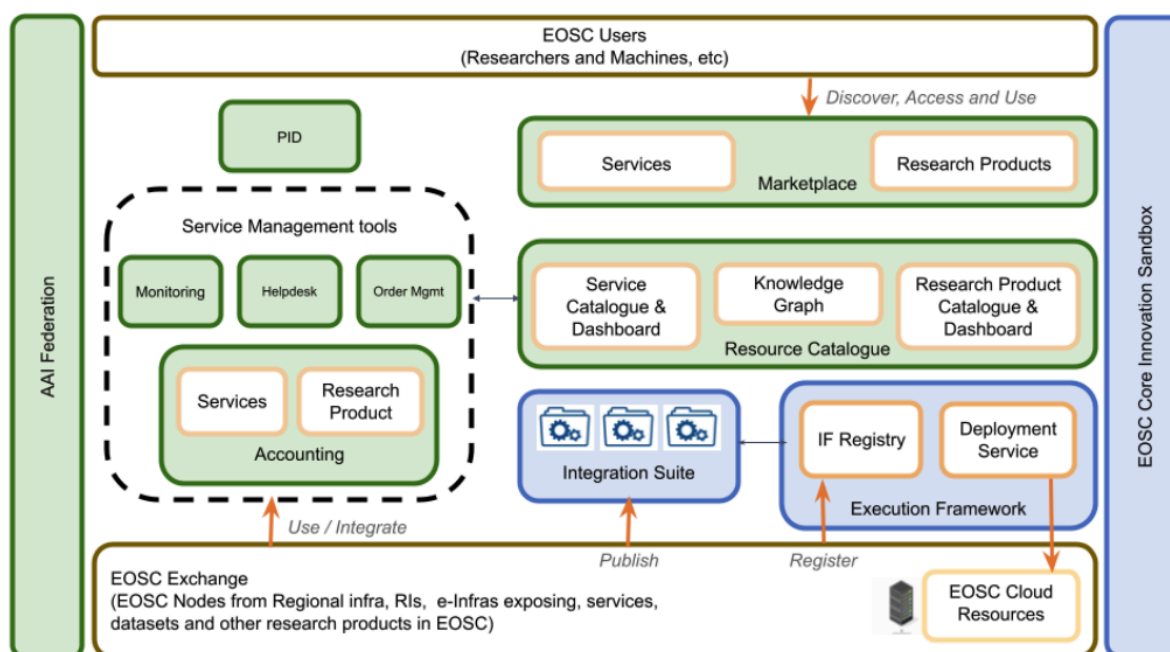 EOSC Users
(Researchers and Machines, etc)
Discover, Access and Use
AAI Federation
EOSC Core Innovation Sandbox
PID
Services
Research Products
Marketplace
Service Management tools
Monitoring
Helpdesk
Order Mgmt
Service
Catalogue &
Dashboard
Knowledge
Graph
Research Product
Catalogue &
Dashboard
Resource Catalogue
Services
Research
Product
Accounting
Integration Suite
IF Registry
Deployment
Service
Execution Framework
Use / Integrate
Publish
Register
EOSC Exchange
(EOSC Nodes from Regional infra, RIs, e-Infras exposing, services,
datasets and other research products in EOSC)
EOSC Cloud
Resources